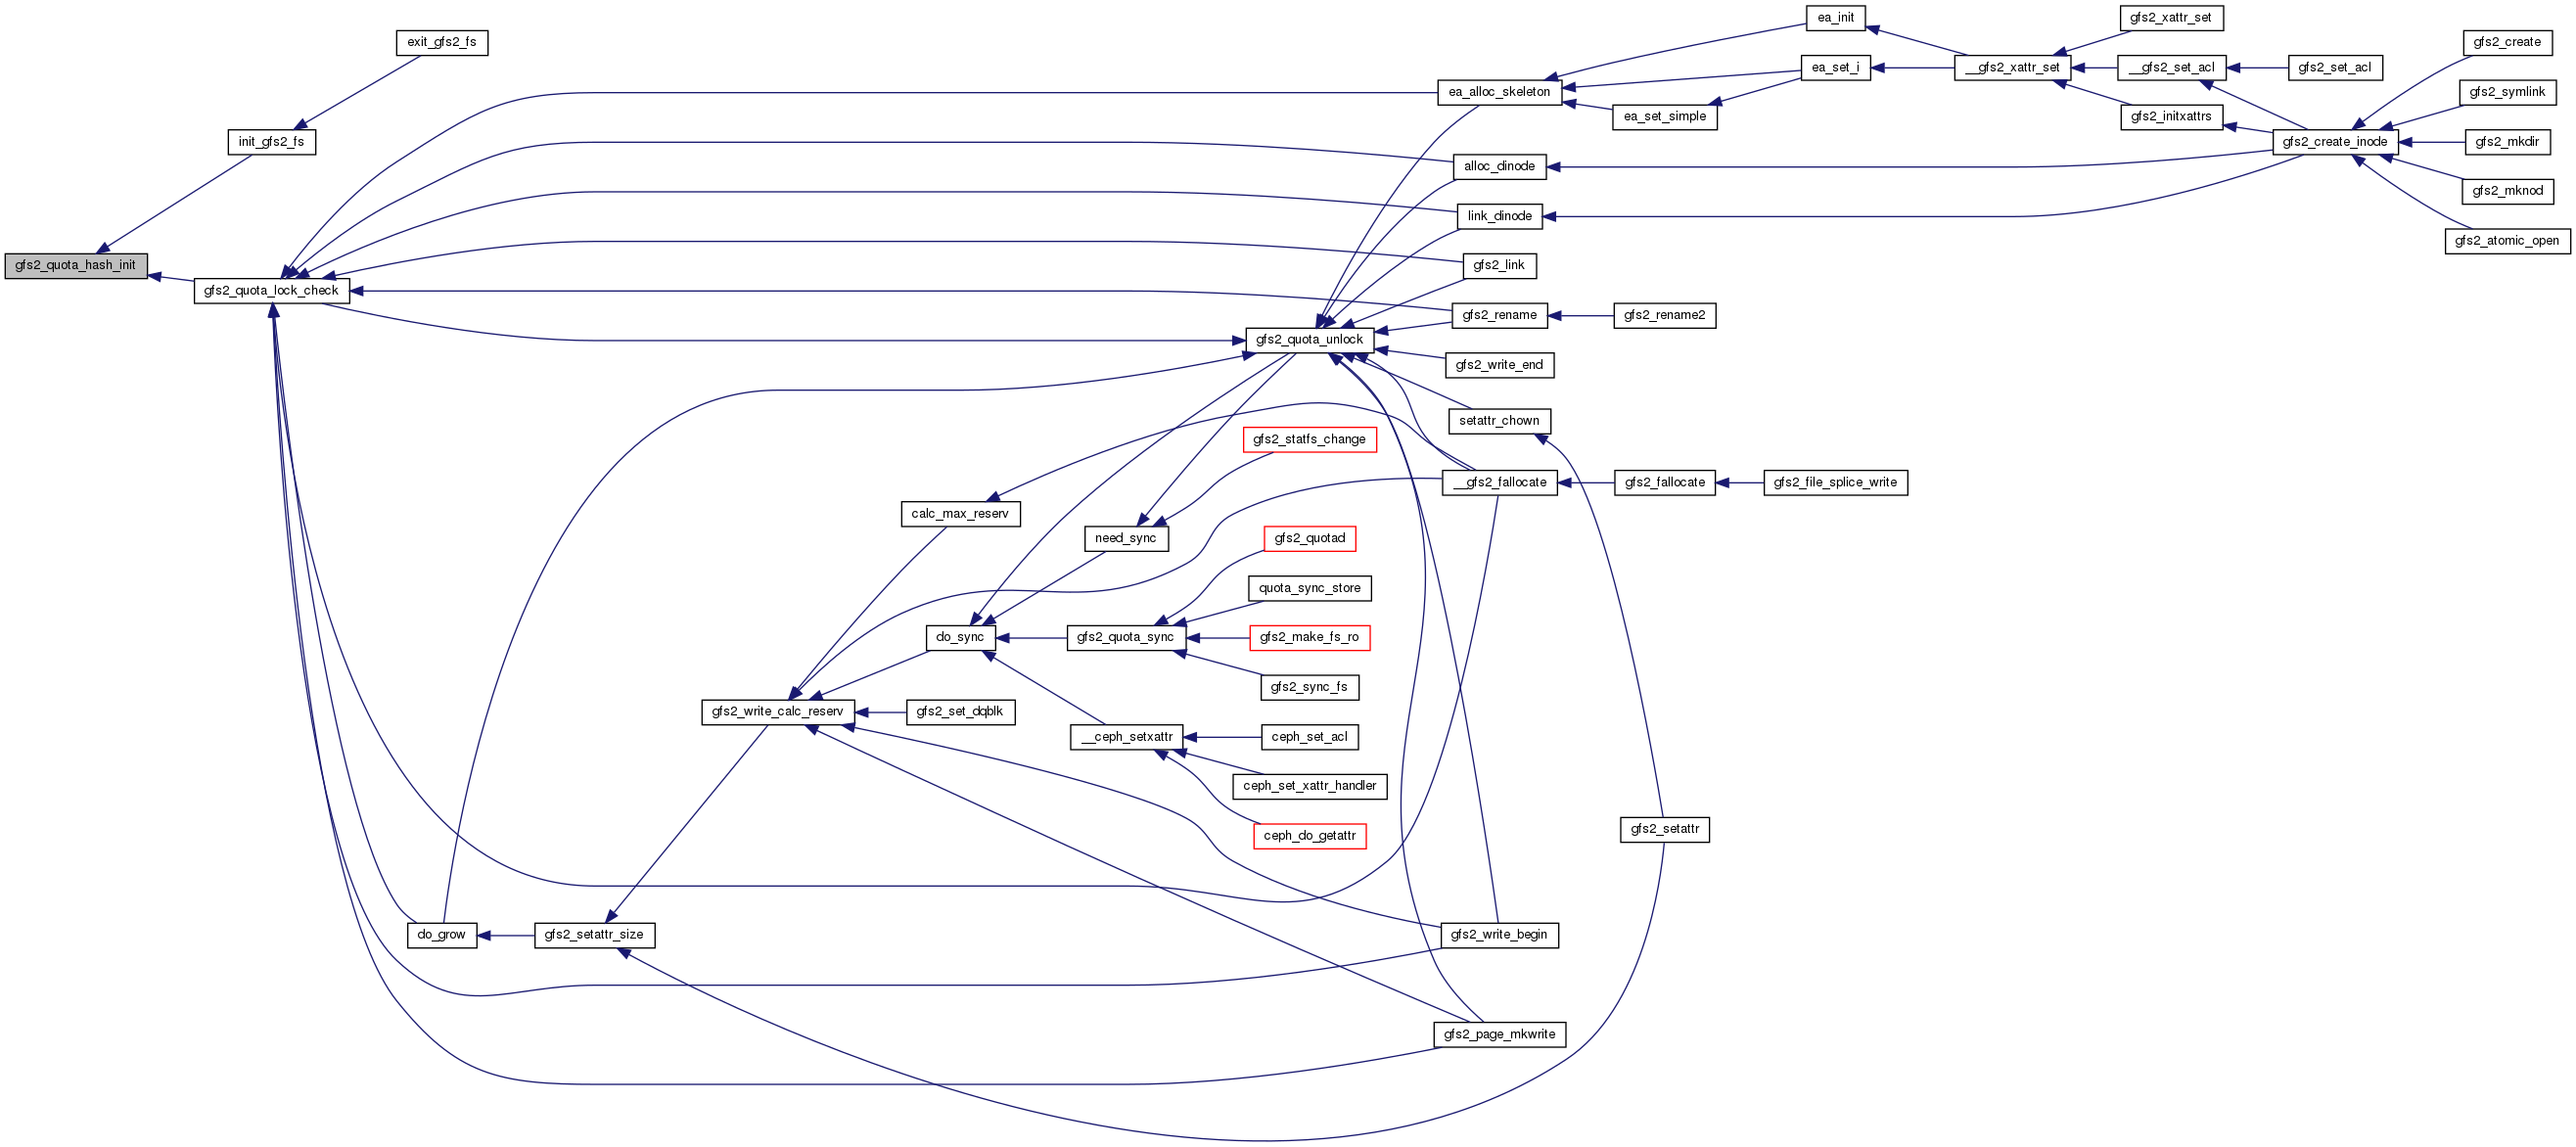 gfs2_quota_hash_init
init_gfs2_fs
exit_gfs2_fs
gfs2_quota_lock_check
ea_alloc_skeleton
ea_init
ea_set_i
ea_set_simple
__gfs2_xattr_set
gfs2_xattr_set
__gfs2_set_acl
gfs2_set_acl
gfs2_initxattrs
gfs2_create_inode
gfs2_create
gfs2_symlink
gfs2_mkdir
gfs2_mknod
gfs2_atomic_open
alloc_dinode
link_dinode
gfs2_link
gfs2_rename
gfs2_rename2
gfs2_quota_unlock
gfs2_write_end
setattr_chown
gfs2_statfs_change
__gfs2_fallocate
gfs2_fallocate
gfs2_file_splice_write
calc_max_reserv
need_sync
gfs2_quotad
quota_sync_store
do_sync
gfs2_quota_sync
gfs2_make_fs_ro
gfs2_sync_fs
gfs2_write_calc_reserv
gfs2_set_dqblk
__ceph_setxattr
ceph_set_acl
ceph_set_xattr_handler
ceph_do_getattr
gfs2_setattr
do_grow
gfs2_setattr_size
gfs2_write_begin
gfs2_page_mkwrite